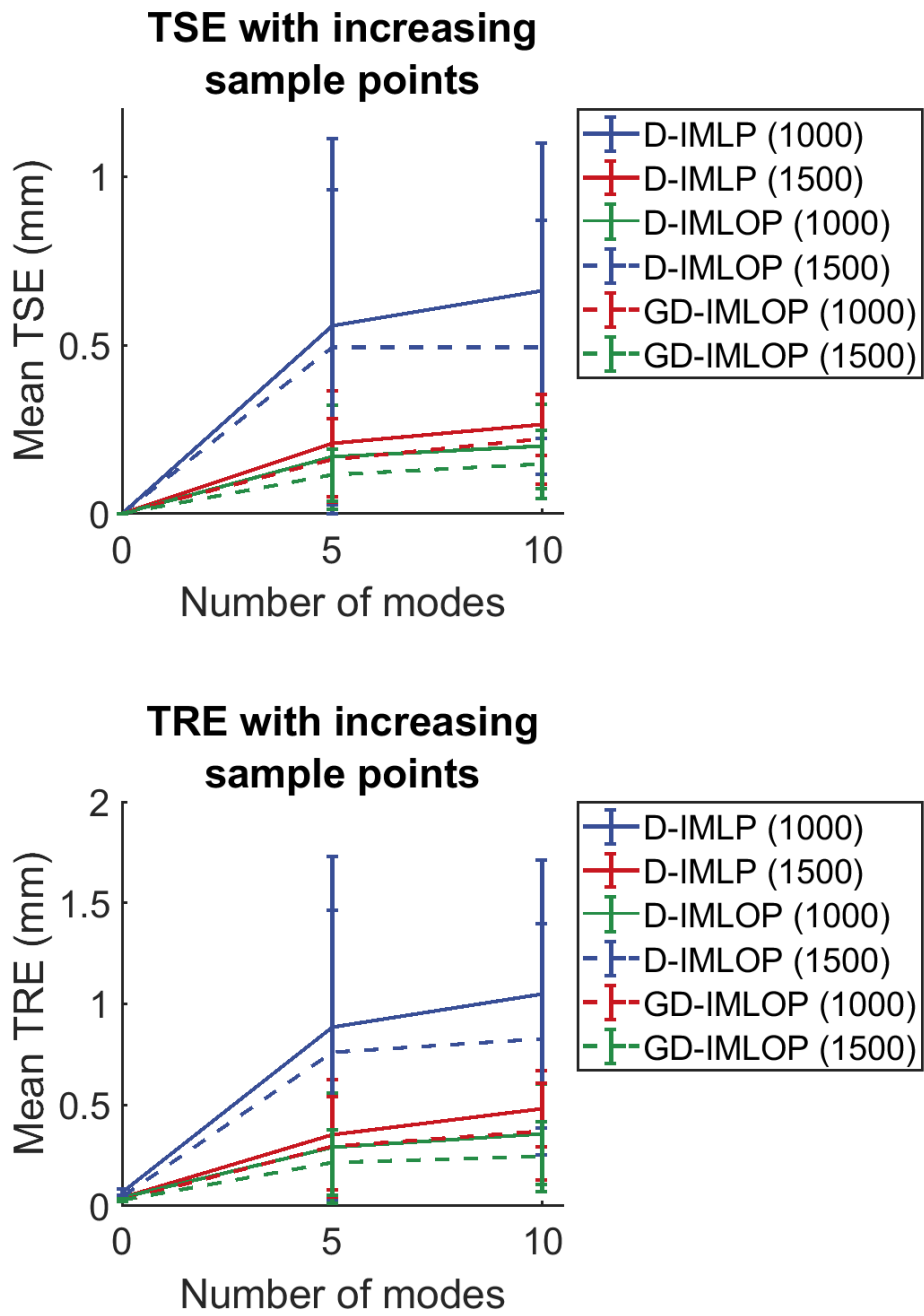 TSE with increasing
sample points
Mean TSE (mm)
1
0.5
0
0
5
10
Number of modes
D-IMLP (1000)
D-IMLP (1500)
D-IMLOP (1000)
D-IMLOP (1500)
GD-IMLOP (1000)
GD-IMLOP (1500)
TRE with increasing
sample points
Mean TRE (mm)
2
1.5
1
0.5
0
0
5
10
Number of modes
D-IMLP (1000)
D-IMLP (1500)
D-IMLOP (1000)
D-IMLOP (1500)
GD-IMLOP (1000)
GD-IMLOP (1500)